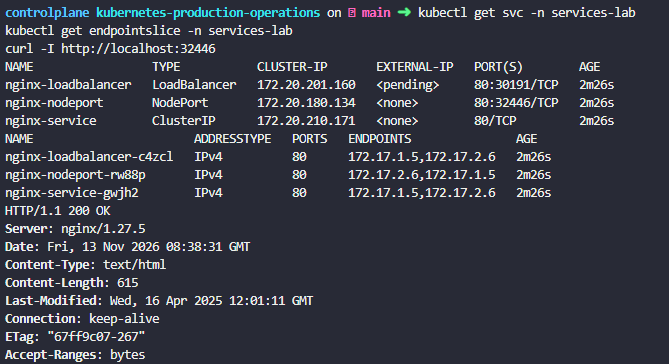 controlplane kubernetes-production-operations on main ➜ kubectl get svc -n services-lab
kubectl get endpointslice -n services-lab
curl -I http://localhost:32446
NAME TYPE CLUSTER-IP EXTERNAL-IP PORT(S) AGE
nginx-loadbalancer LoadBalancer 172.20.201.160 <pending> 80:30191/TCP 2m26s
nginx-nodeport NodePort 172.20.180.134 <none> 80:32446/TCP 2m26s
nginx-service ClusterIP 172.20.210.171 <none> 80/TCP 2m26s
NAME ADDRESSTYPE PORTS ENDPOINTS AGE
nginx-loadbalancer-c4zcl IPv4 80 172.17.1.5,172.17.2.6 2m26s
nginx-nodeport-rw88p IPv4 80 172.17.2.6,172.17.1.5 2m26s
nginx-service-gwjh2 IPv4 80 172.17.1.5,172.17.2.6 2m26s
HTTP/1.1 200 OK
Server: nginx/1.27.5
Date: Fri, 13 Nov 2026 08:38:31 GMT
Content-Type: text/html
Content-Length: 615
Last-Modified: Wed, 16 Apr 2025 12:01:11 GMT
Connection: keep-alive
ETag: "67ff9c07-267"
Accept-Ranges: bytes